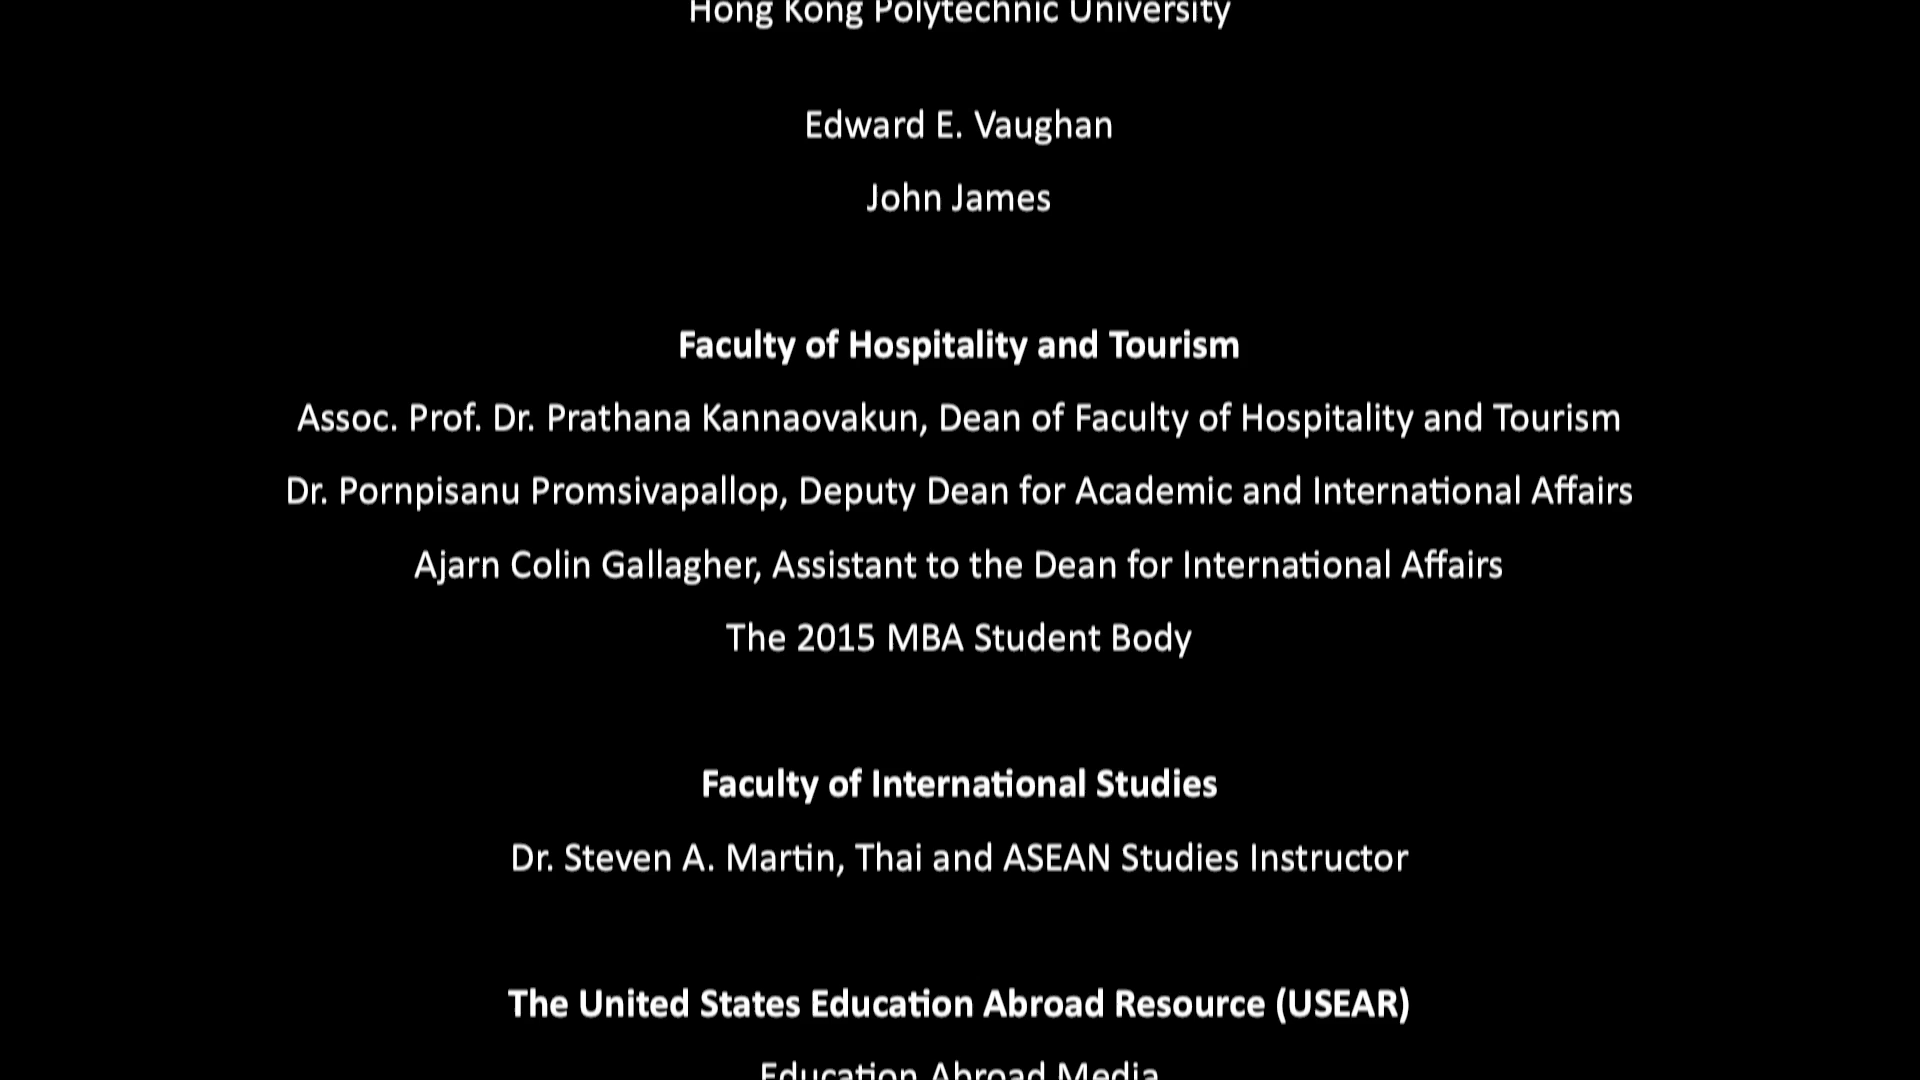 Hong Kong Polytechnic University
Edward E. Vaughan
John James
Faculty of Hospitality and Tourism
Assoc. Prof. Dr. Prathana Kannaovakun, Dean of Faculty of Hospitality and Tourism
Dr. Pornpisanu Promsivapallop, Deputy Dean for Academic and International Affairs
Ajarn Colin Gallagher, Assistant to the Dean for International Affairs
The 2015 MBA Student Body
Faculty of International Studies
Dr. Steven A. Martin, Thai and ASEAN Studies Instructor
The United States Education Abroad Resource (USEAR)
Education Abroad Media